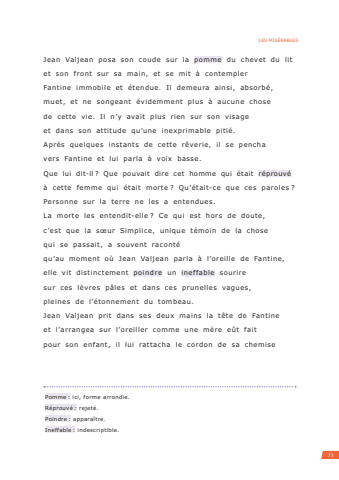 LES MISÉRABLES
Jean Valjean posa son coude sur la pomme du chevet du lit
et son front sur sa main, et se mit à contempler
Fantine immobile et étendue. Il demeura ainsi, absorbé,
muet, et ne songeant évidemment plus à aucune chose
de cette vie. Il n’y avait plus rien sur son visage
et dans son attitude qu’une inexprimable pitié.
Après quelques instants de cette rêverie, il se pencha
vers Fantine et lui parla à voix basse.
Que lui dit-il ? Que pouvait dire cet homme qui était réprouvé
à cette femme qui était morte ? Qu’était-ce que ces paroles ?
Personne sur la terre ne les a entendues.
La morte les entendit-elle ? Ce qui est hors de doute,
c’est que la sœur Simplice, unique témoin de la chose
qui se passait, a souvent raconté
qu’au moment où Jean Valjean parla à l’oreille de Fantine,
elle vit distinctement poindre un ineffable sourire
sur ces lèvres pâles et dans ces prunelles vagues,
pleines de l’étonnement du tombeau.
Jean Valjean prit dans ses deux mains la tête de Fantine
et l’arrangea sur l’oreiller comme une mère eût fait
pour son enfant, il lui rattacha le cordon de sa chemise
Pomme : ici, forme arrondie.
Réprouvé : rejeté.
Poindre : apparaître.
Ineffable : indescriptible.
73